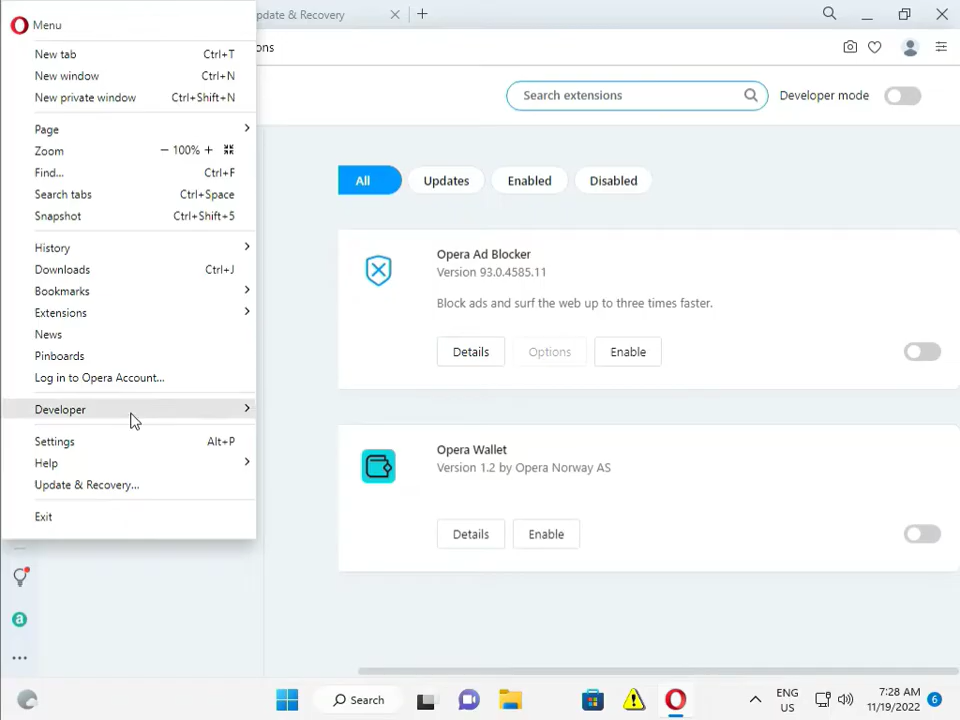 Menu
New tab Ctrl+T
New window Ctrl+N
New private window Ctrl+Shift+N
Page
Zoom − 100% +
Find... Ctrl+F
Search tabs Ctrl+Space
Snapshot Ctrl+Shift+5
History
Downloads Ctrl+J
Bookmarks
Extensions
News
Pinboards
Log in to Opera Account...
Developer
Settings Alt+P
Help
Update & Recovery...
Exit
pdate & Recovery
ons
Search extensions
Developer mode
All Updates Enabled Disabled
Opera Ad Blocker
Version 93.0.4585.11
Block ads and surf the web up to three times faster.
Details Options Enable
Opera Wallet
Version 1.2 by Opera Norway AS
Details Enable
a
Search
ENG
US
7:28 AM
11/19/2022
6